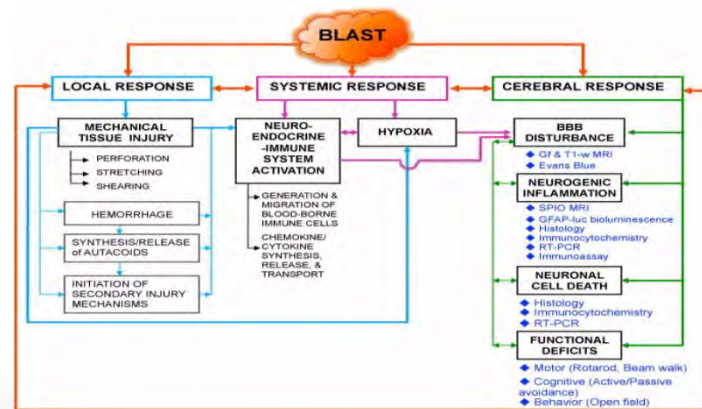 BLAST
LOCAL RESPONSE
SYSTEMIC RESPONSE
CEREBRAL RESPONSE
MECHANICAL
TISSUE INJURY
PERFORATION
STRETCHING
SHEARING
HEMORRHAGE
SYNTHESIS/RELEASE
of AUTACOIDS
INITIATION OF
SECONDARY INJURY
MECHANISMS
NEURO-
ENDOCRINE
-IMMUNE
SYSTEM
ACTIVATION
GENERATION &
MIGRATION OF
BLOOD-BORNE
IMMUNE CELLS
CHEMOKINE/
CYTOKINE
SYNTHESIS,
RELEASE, &
TRANSPORT
HYPOXIA
BBB
DISTURBANCE
Gf & T1-w MRI
Evans Blue
NEUROGENIC
INFLAMMATION
SPIO MRI
GFAP-luc bioluminescence
Histology
Immunocytochemistry
RT-PCR
Immunoassay
NEURONAL
CELL DEATH
Histology
Immunocytochemistry
RT-PCR
FUNCTIONAL
DEFICITS
Motor (Rotarod, Beam walk)
Cognitive (Active/Passive
avoidance)
Behavior (Open field)